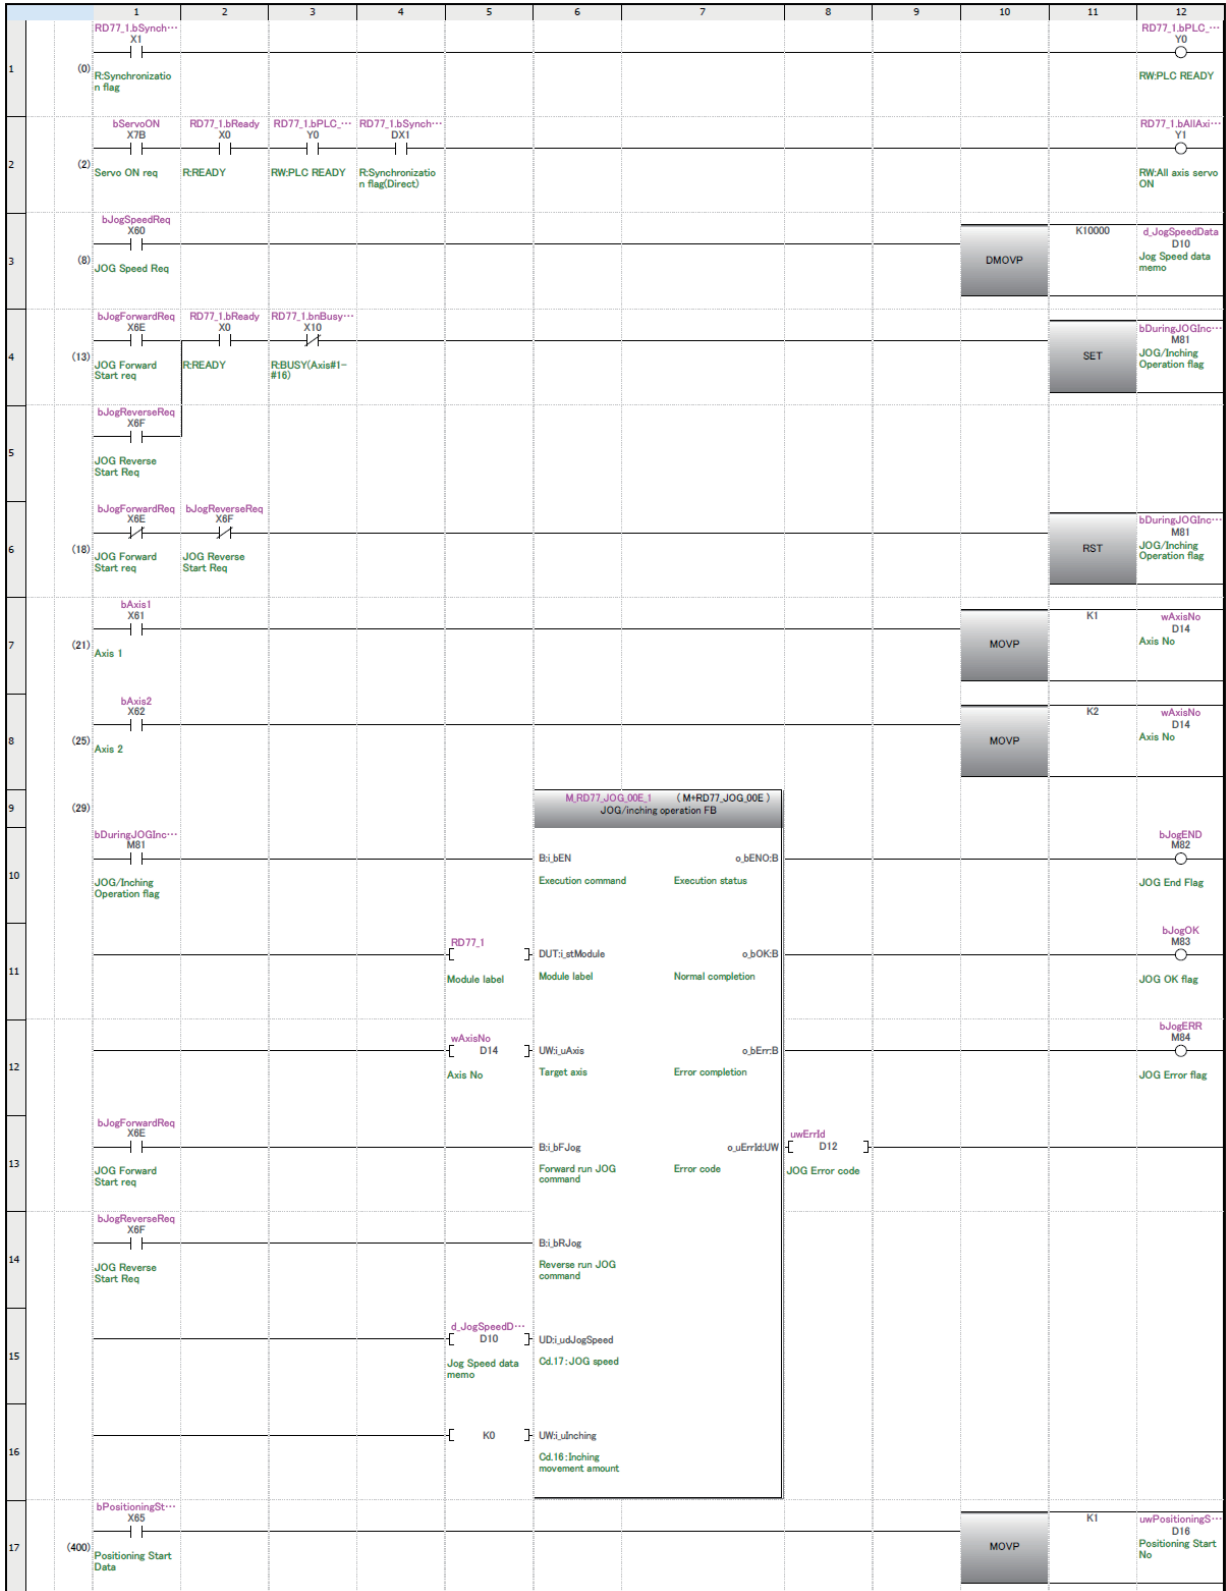 1 2 3 4 5 6 7 8 9 10 11 12
RD77_1.bSynch··· RD77_1.bPLC_···
X1 Y0
1 (0)
R:Synchronizatio RW:PLC READY
n flag
bServoON RD77_1.bReady RD77_1.bPLC_··· RD77_1.bSynch··· RD77_1.bAllAxi···
X7B X0 Y0 DX1 Y1
2 (2)
Servo ON req R:READY RW:PLC READY R:Synchronizatio RW:All axis servo
n flag(Direct) ON
bJogSpeedReq K10000 d_JogSpeedData
X60 D10
3 (8) DMOVP Jog Speed data
JOG Speed Req memo
bJogForwardReq RD77_1.bReady RD77_1.bnBusy··· bDuringJOGInc···
X6E X0 X10 M81
4 (13) SET JOG/Inching
JOG Forward R:READY R:BUSY(Axis#1- Operation flag
Start req #16)
bJogReverseReq
X6F
5
JOG Reverse
Start Req
bJogForwardReq bJogReverseReq bDuringJOGInc···
X6E X6F M81
6 (18) RST JOG/Inching
JOG Forward JOG Reverse Operation flag
Start req Start Req
bAxis1 K1 wAxisNo
X61 D14
7 (21) MOVP Axis No
Axis 1
bAxis2 K2 wAxisNo
X62 D14
8 (25) MOVP Axis No
Axis 2
9 (29) M_RD77_JOG_00E_1 (M+RD77_JOG_00E)
JOG/inching operation FB
bDuringJOGInc··· bJogEND
M81 M82
10 B:i_bEN o_bENO:B
JOG/Inching Execution command Execution status JOG End Flag
Operation flag
RD77_1 bJogOK
M83
11 DUT:i_stModule o_bOK:B
Module label Module label Normal completion JOG OK flag
wAxisNo bJogERR
D14 M84
12 UW:i_uAxis o_bErr:B
Axis No Target axis Error completion JOG Error flag
bJogForwardReq uwErrId
X6E D12
13 B:i_bFJog o_uErrId:UW
JOG Forward Forward run JOG Error code JOG Error code
Start req command
bJogReverseReq
X6F
14 B:i_bRJog
JOG Reverse Reverse run JOG
Start Req command
d_JogSpeedD···
D10
15 UD:i_udJogSpeed
Jog Speed data Cd.17:JOG speed
memo
16 K0 UW:i_uInching
Cd.16:Inching
movement amount
bPositioningSt··· K1 uwPositioningS···
X65 D16
17 (400) MOVP Positioning Start
Positioning Start No
Data